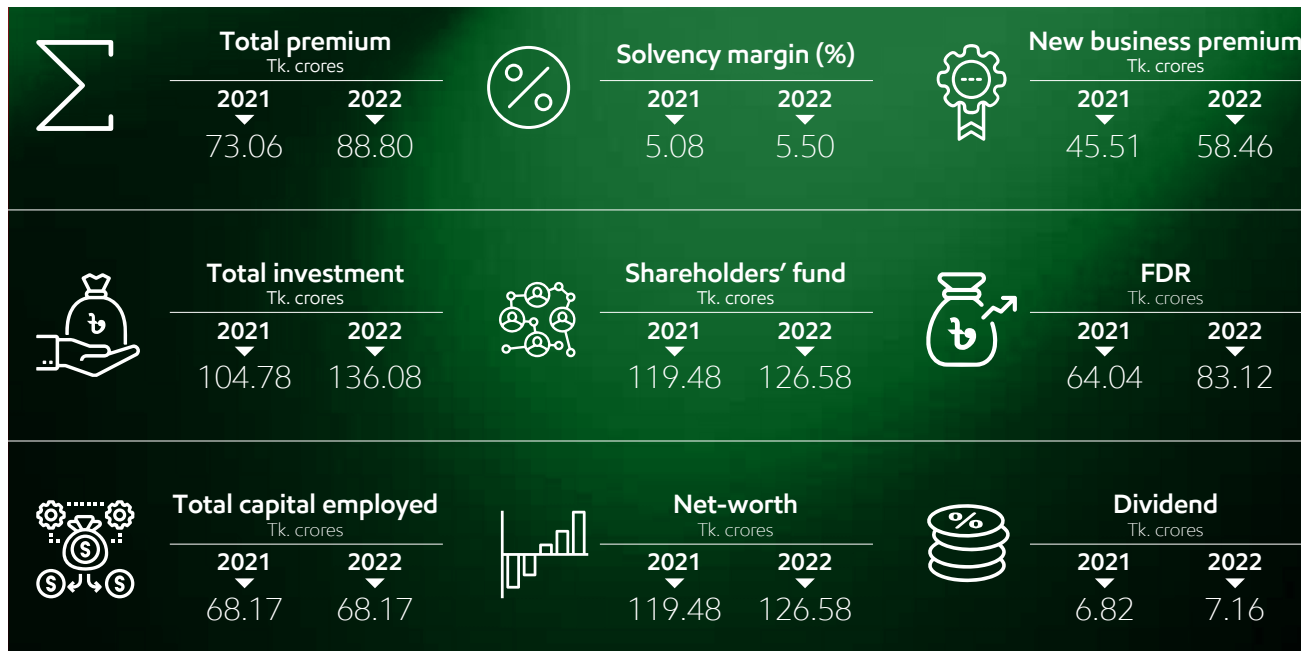 Total premium
Tk. crores
2021 2022
73.06 88.80
Solvency margin (%)
2021 2022
5.08 5.50
New business premium
Tk. crores
2021 2022
45.51 58.46
Total investment
Tk. crores
2021 2022
104.78 136.08
৳
Shareholders’ fund
Tk. crores
2021 2022
119.48 126.58
FDR
Tk. crores
2021 2022
64.04 83.12
৳
Total capital employed
Tk. crores
2021 2022
68.17 68.17
$
$ $
Net-worth
Tk. crores
2021 2022
119.48 126.58
Dividend
Tk. crores
2021 2022
6.82 7.16
%